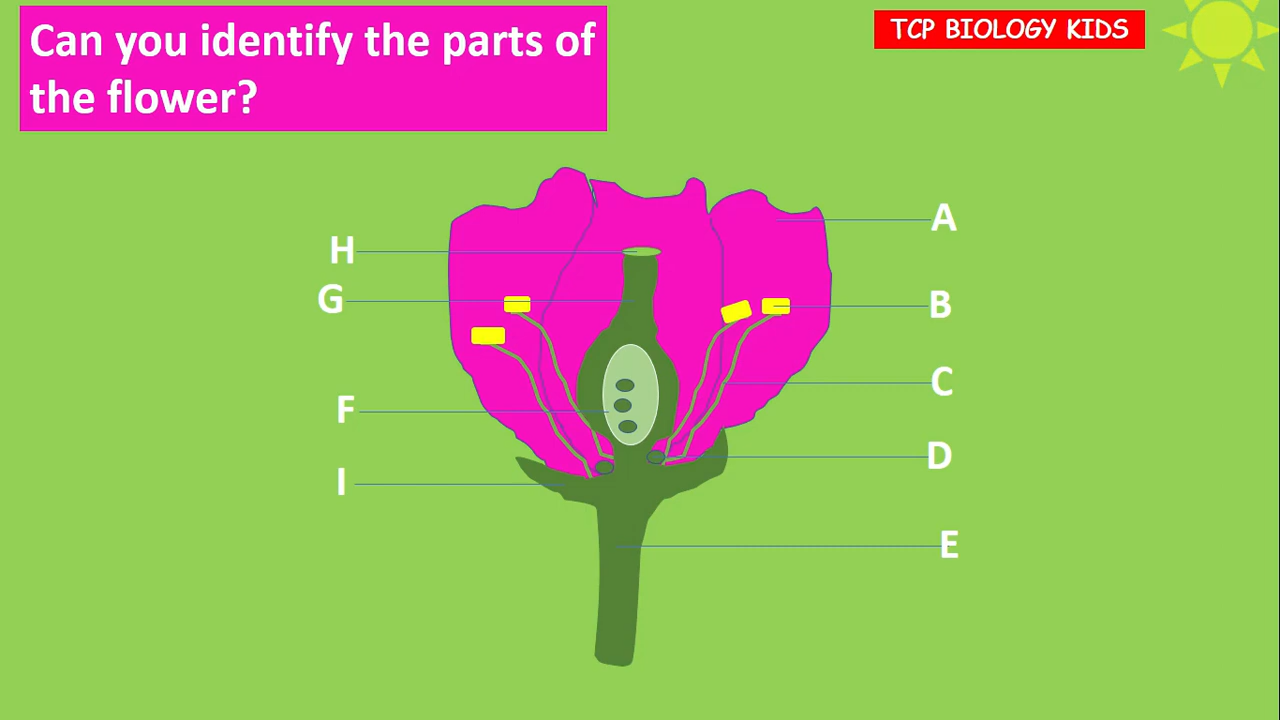 Can you identify the parts of
the flower?
TCP BIOLOGY KIDS
A
H
G
B
C
F
D
I
E